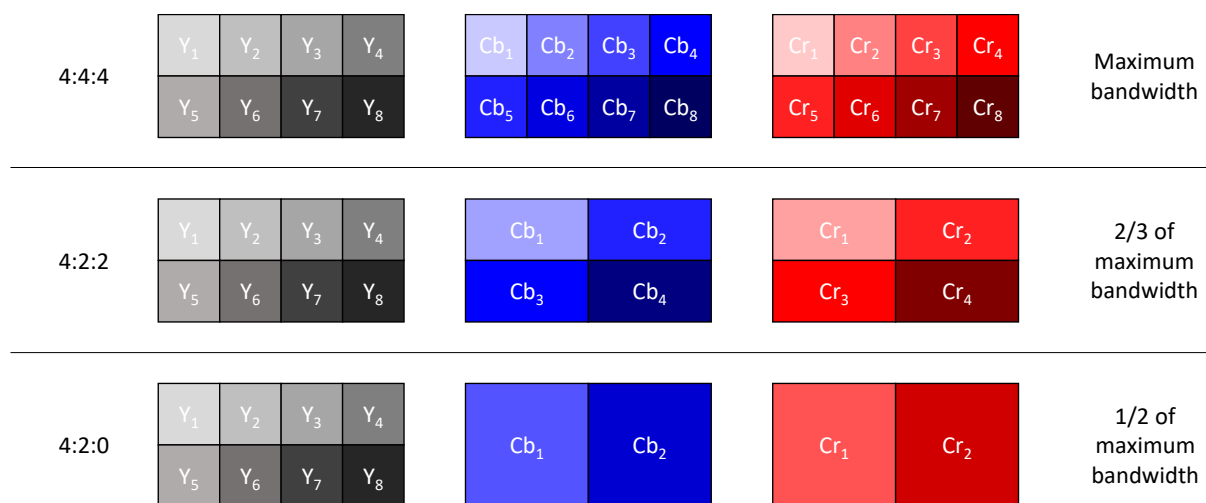 Y₁ Y₂ Y₃ Y₄ Cb₁ Cb₂ Cb₃ Cb₄ Cr₁ Cr₂ Cr₃ Cr₄
4:4:4
Maximum
bandwidth
Y₅ Y₆ Y₇ Y₈ Cb₅ Cb₆ Cb₇ Cb₈ Cr₅ Cr₆ Cr₇ Cr₈
Y₁ Y₂ Y₃ Y₄ Cb₁ Cb₂ Cr₁ Cr₂
4:2:2
2/3 of
maximum
bandwidth
Y₅ Y₆ Y₇ Y₈ Cb₃ Cb₄ Cr₃ Cr₄
Y₁ Y₂ Y₃ Y₄
4:2:0
Cb₁ Cb₂ Cr₁ Cr₂
1/2 of
maximum
bandwidth
Y₅ Y₆ Y₇ Y₈